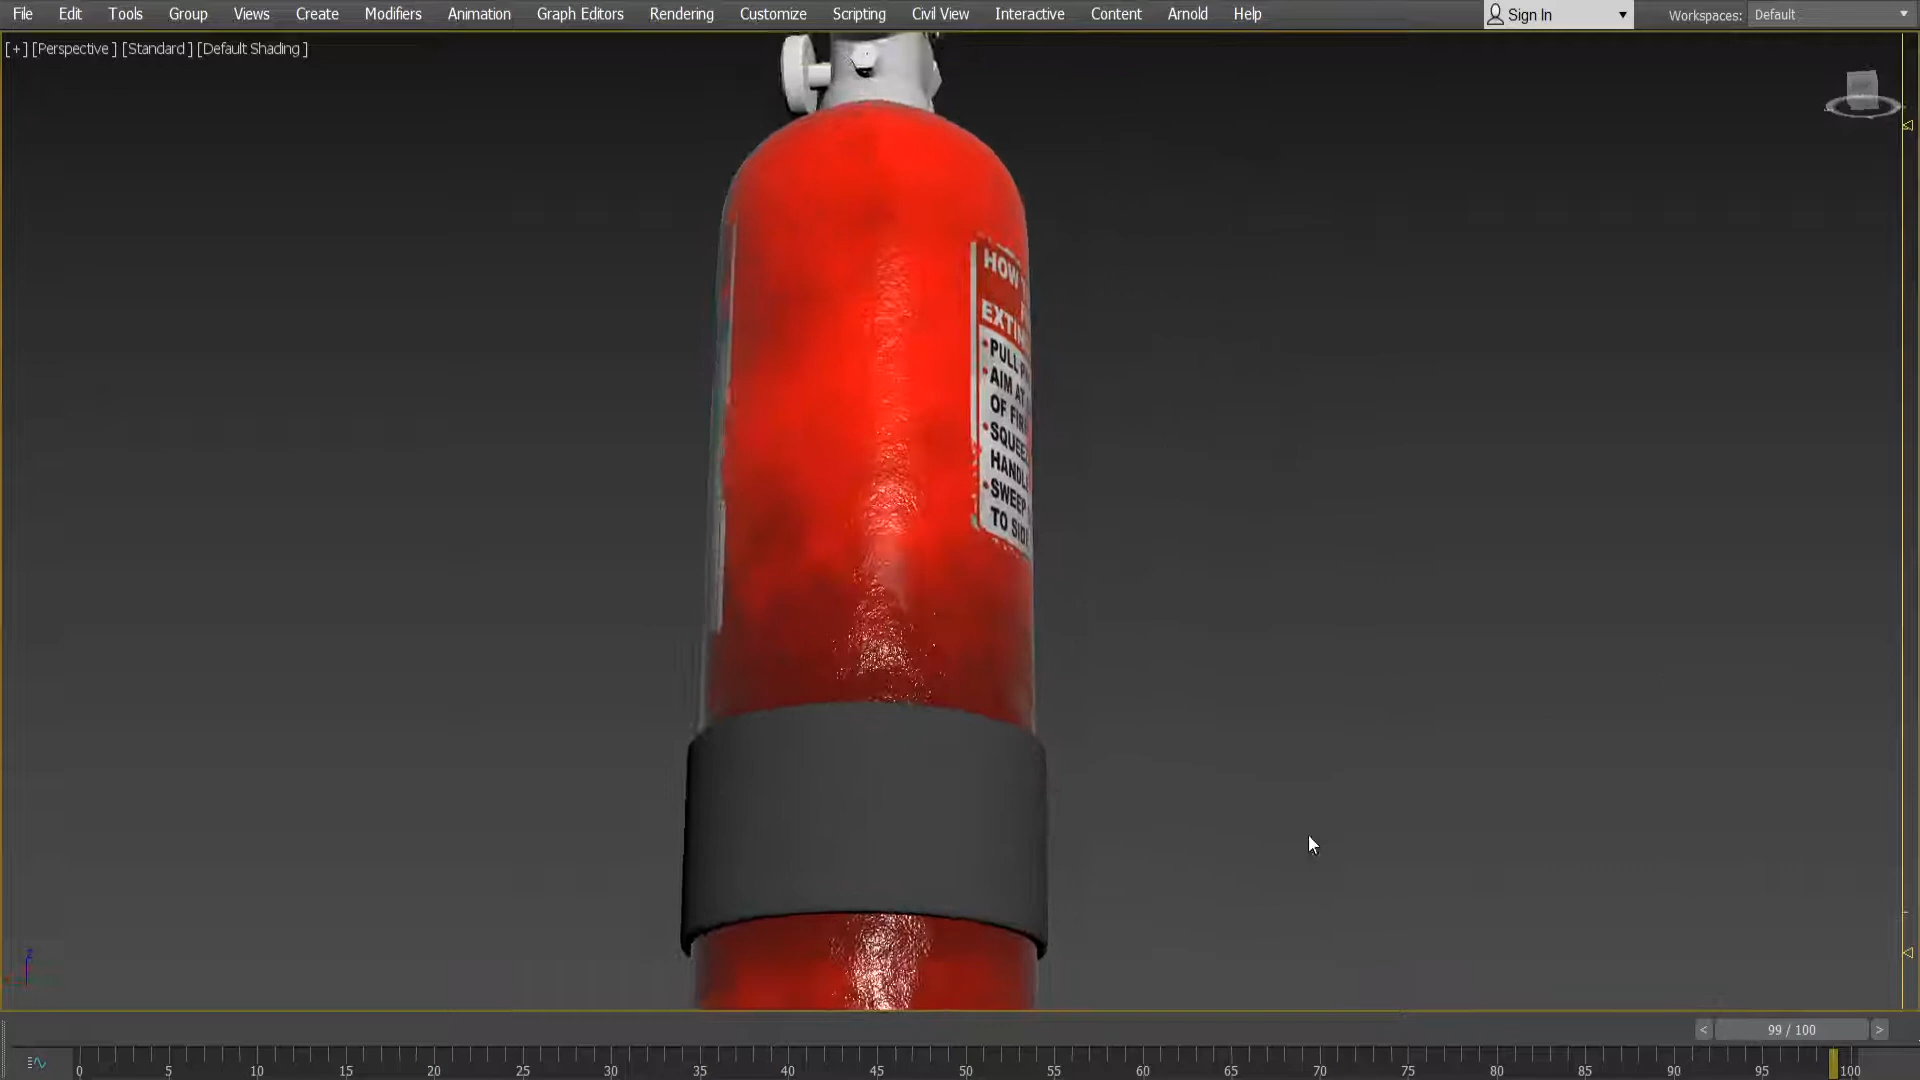 File Edit Tools Group Views Create Modifiers Animation Graph Editors Rendering Customize Scripting Civil View Interactive Content Arnold Help Sign In Workspaces: Default
[+] [Perspective ] [Standard ] [Default Shading ]
HOW
EXTIN
•PULL
•AIM AT
OF FIR
•SQUEE
HANDL
•SWEEP
TO SID
z
< 99 / 100 >
0 5 10 15 20 25 30 35 40 45 50 55 60 65 70 75 80 85 90 95 100